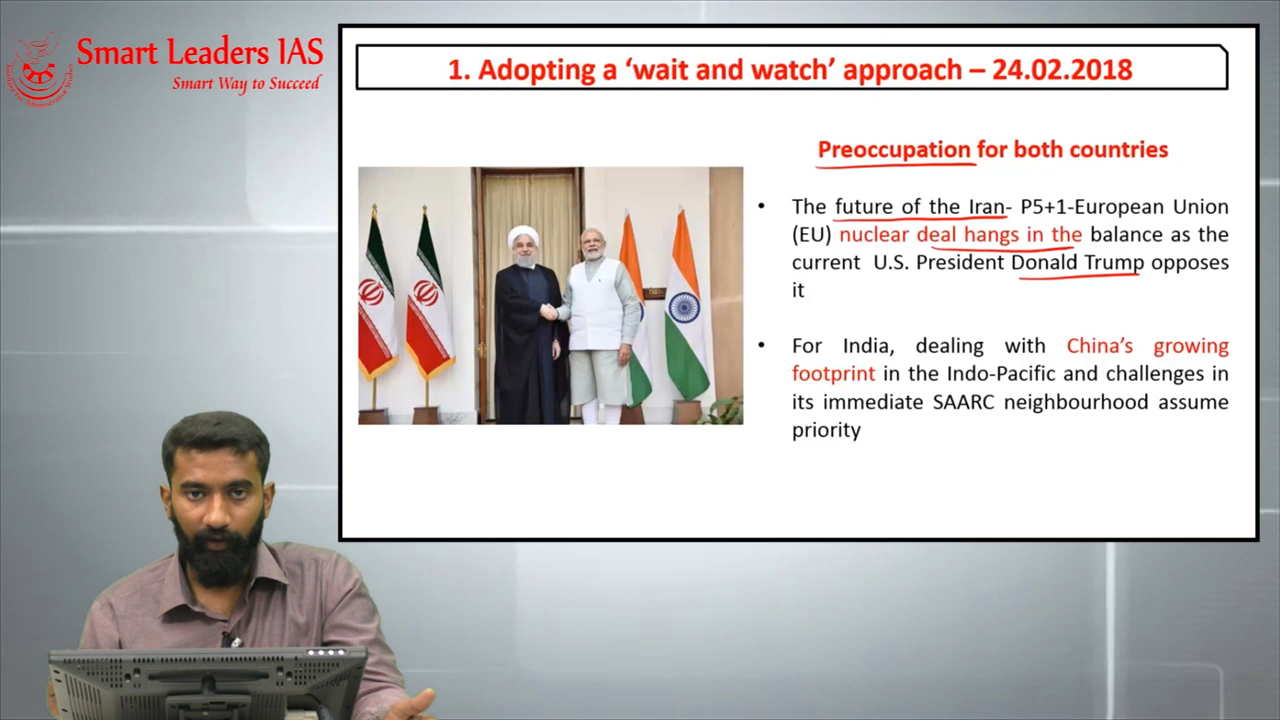 Smart Leaders IAS
Smart Way to Succeed
1. Adopting a ‘wait and watch’ approach – 24.02.2018
Preoccupation for both countries
• The future of the Iran- P5+1-European Union
(EU) nuclear deal hangs in the balance as the
current U.S. President Donald Trump opposes
it
• For India, dealing with China’s growing
footprint in the Indo-Pacific and challenges in
its immediate SAARC neighbourhood assume
priority